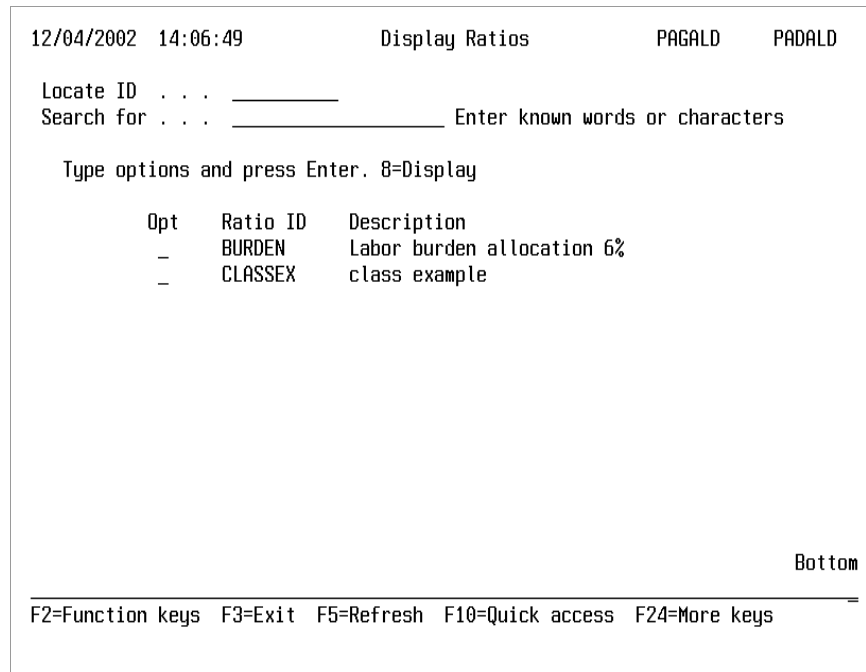 12/04/2002  14:06:49             Display Ratios            PAGALD    PADALD
Locate ID  . . . __________
Search for . . . ____________________ Enter known words or characters
Type options and press Enter. 8=Display
Opt    Ratio ID    Description
_     BURDEN      Labor burden allocation 6%
_     CLASSEX     class example
Bottom
F2=Function keys  F3=Exit  F5=Refresh  F10=Quick access  F24=More keys